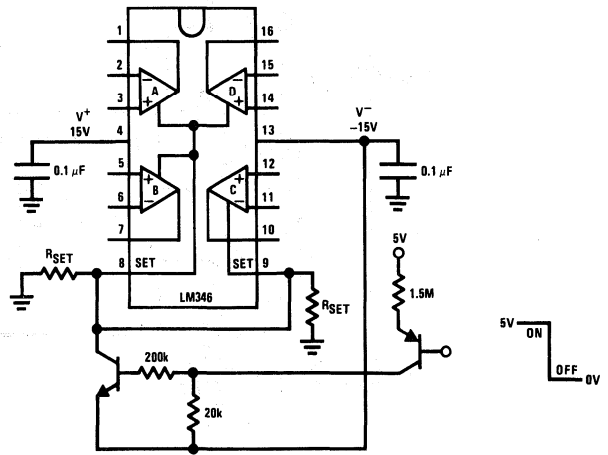 1
16
2
15
− A
D −
3
+
+
14
V+
15V
4
13
V−
−15V
0.1 µF
5
12
+ B
C +
0.1 µF
6
−
−
11
7
10
RSET
8 SET
SET 9
5V
LM346
RSET
1.5M
5V
ON
200k
OFF
0V
20k